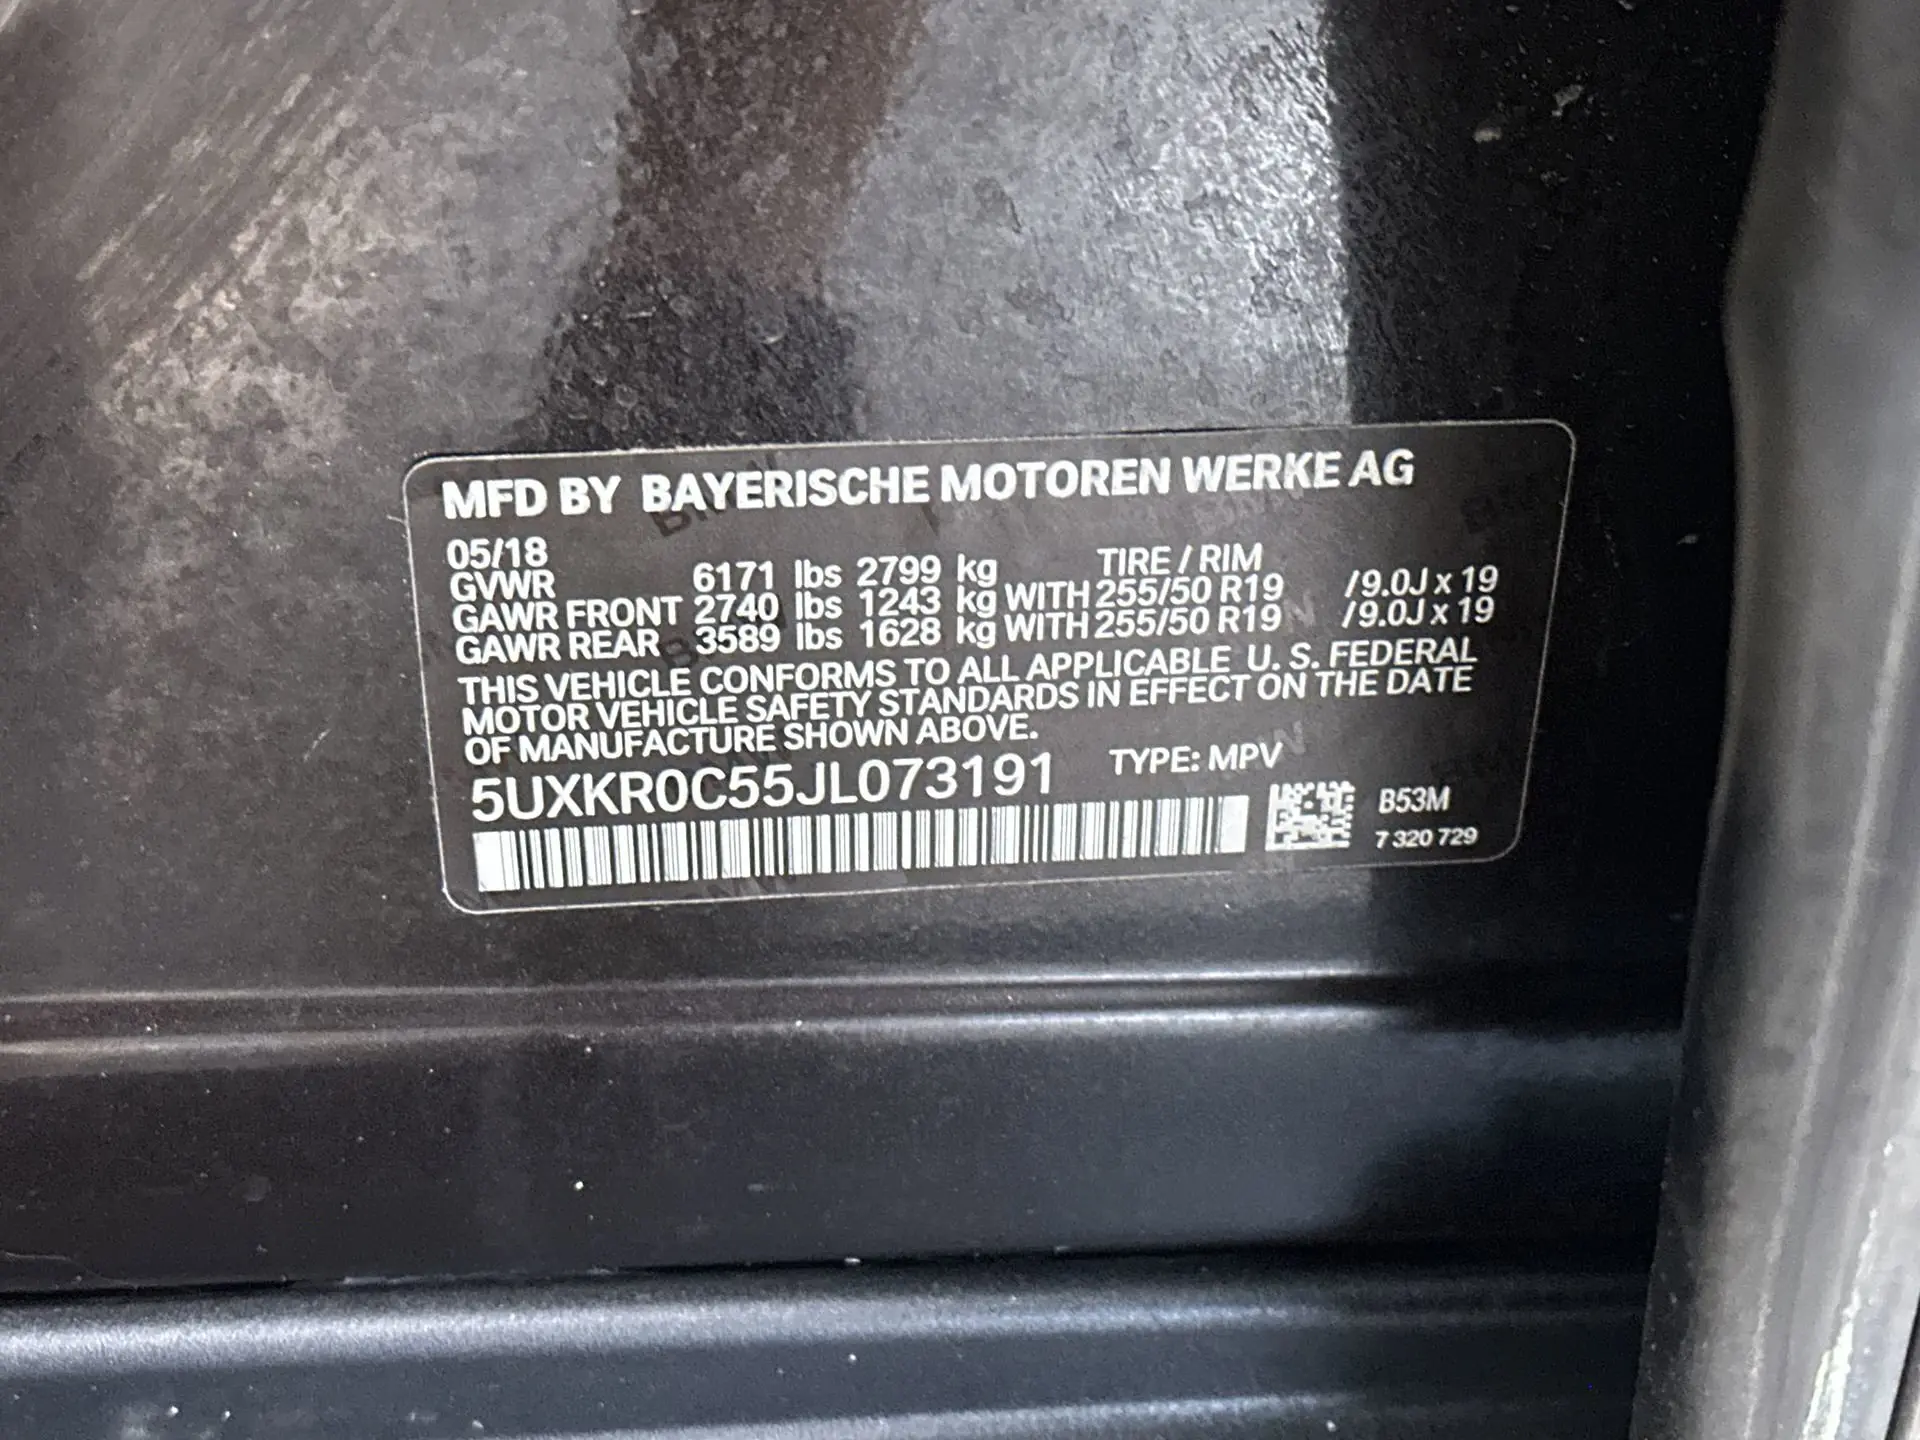 MFD BY BAYERISCHE MOTOREN WERKE AG
05/18 TIRE / RIM
GVWR 6171 lbs 2799 kg
GAWR FRONT 2740 lbs 1243 kg WITH 255/50 R19 /9.0J x 19
GAWR REAR 3589 lbs 1628 kg WITH 255/50 R19 /9.0J x 19
THIS VEHICLE CONFORMS TO ALL APPLICABLE U. S. FEDERAL
MOTOR VEHICLE SAFETY STANDARDS IN EFFECT ON THE DATE
OF MANUFACTURE SHOWN ABOVE.
5UXKR0C55JL073191 TYPE: MPV
B53M
7 320 729